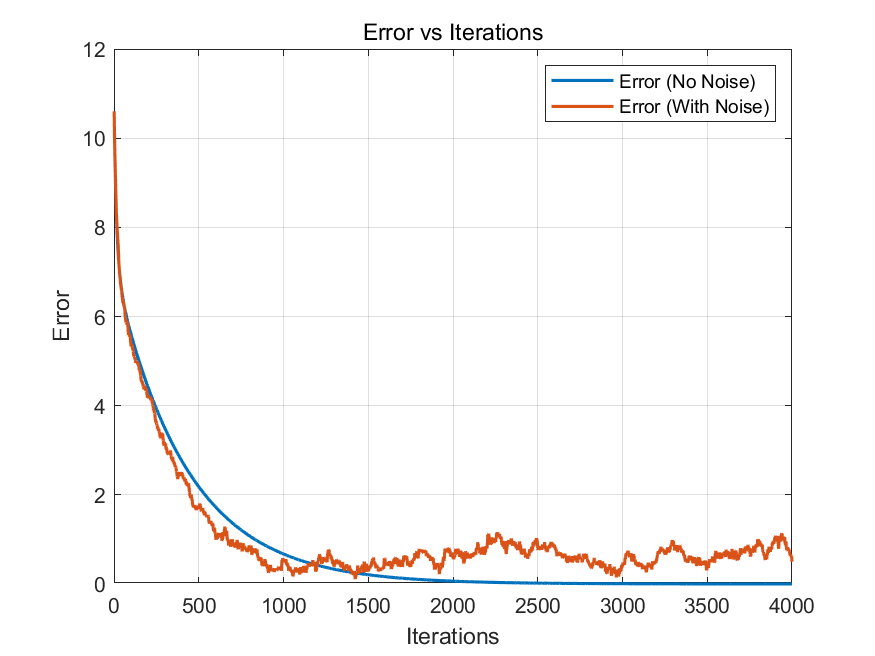 Error vs Iterations
12
10
8
6
4
2
0
Error
Error (No Noise)
Error (With Noise)
0 500 1000 1500 2000 2500 3000 3500 4000
Iterations